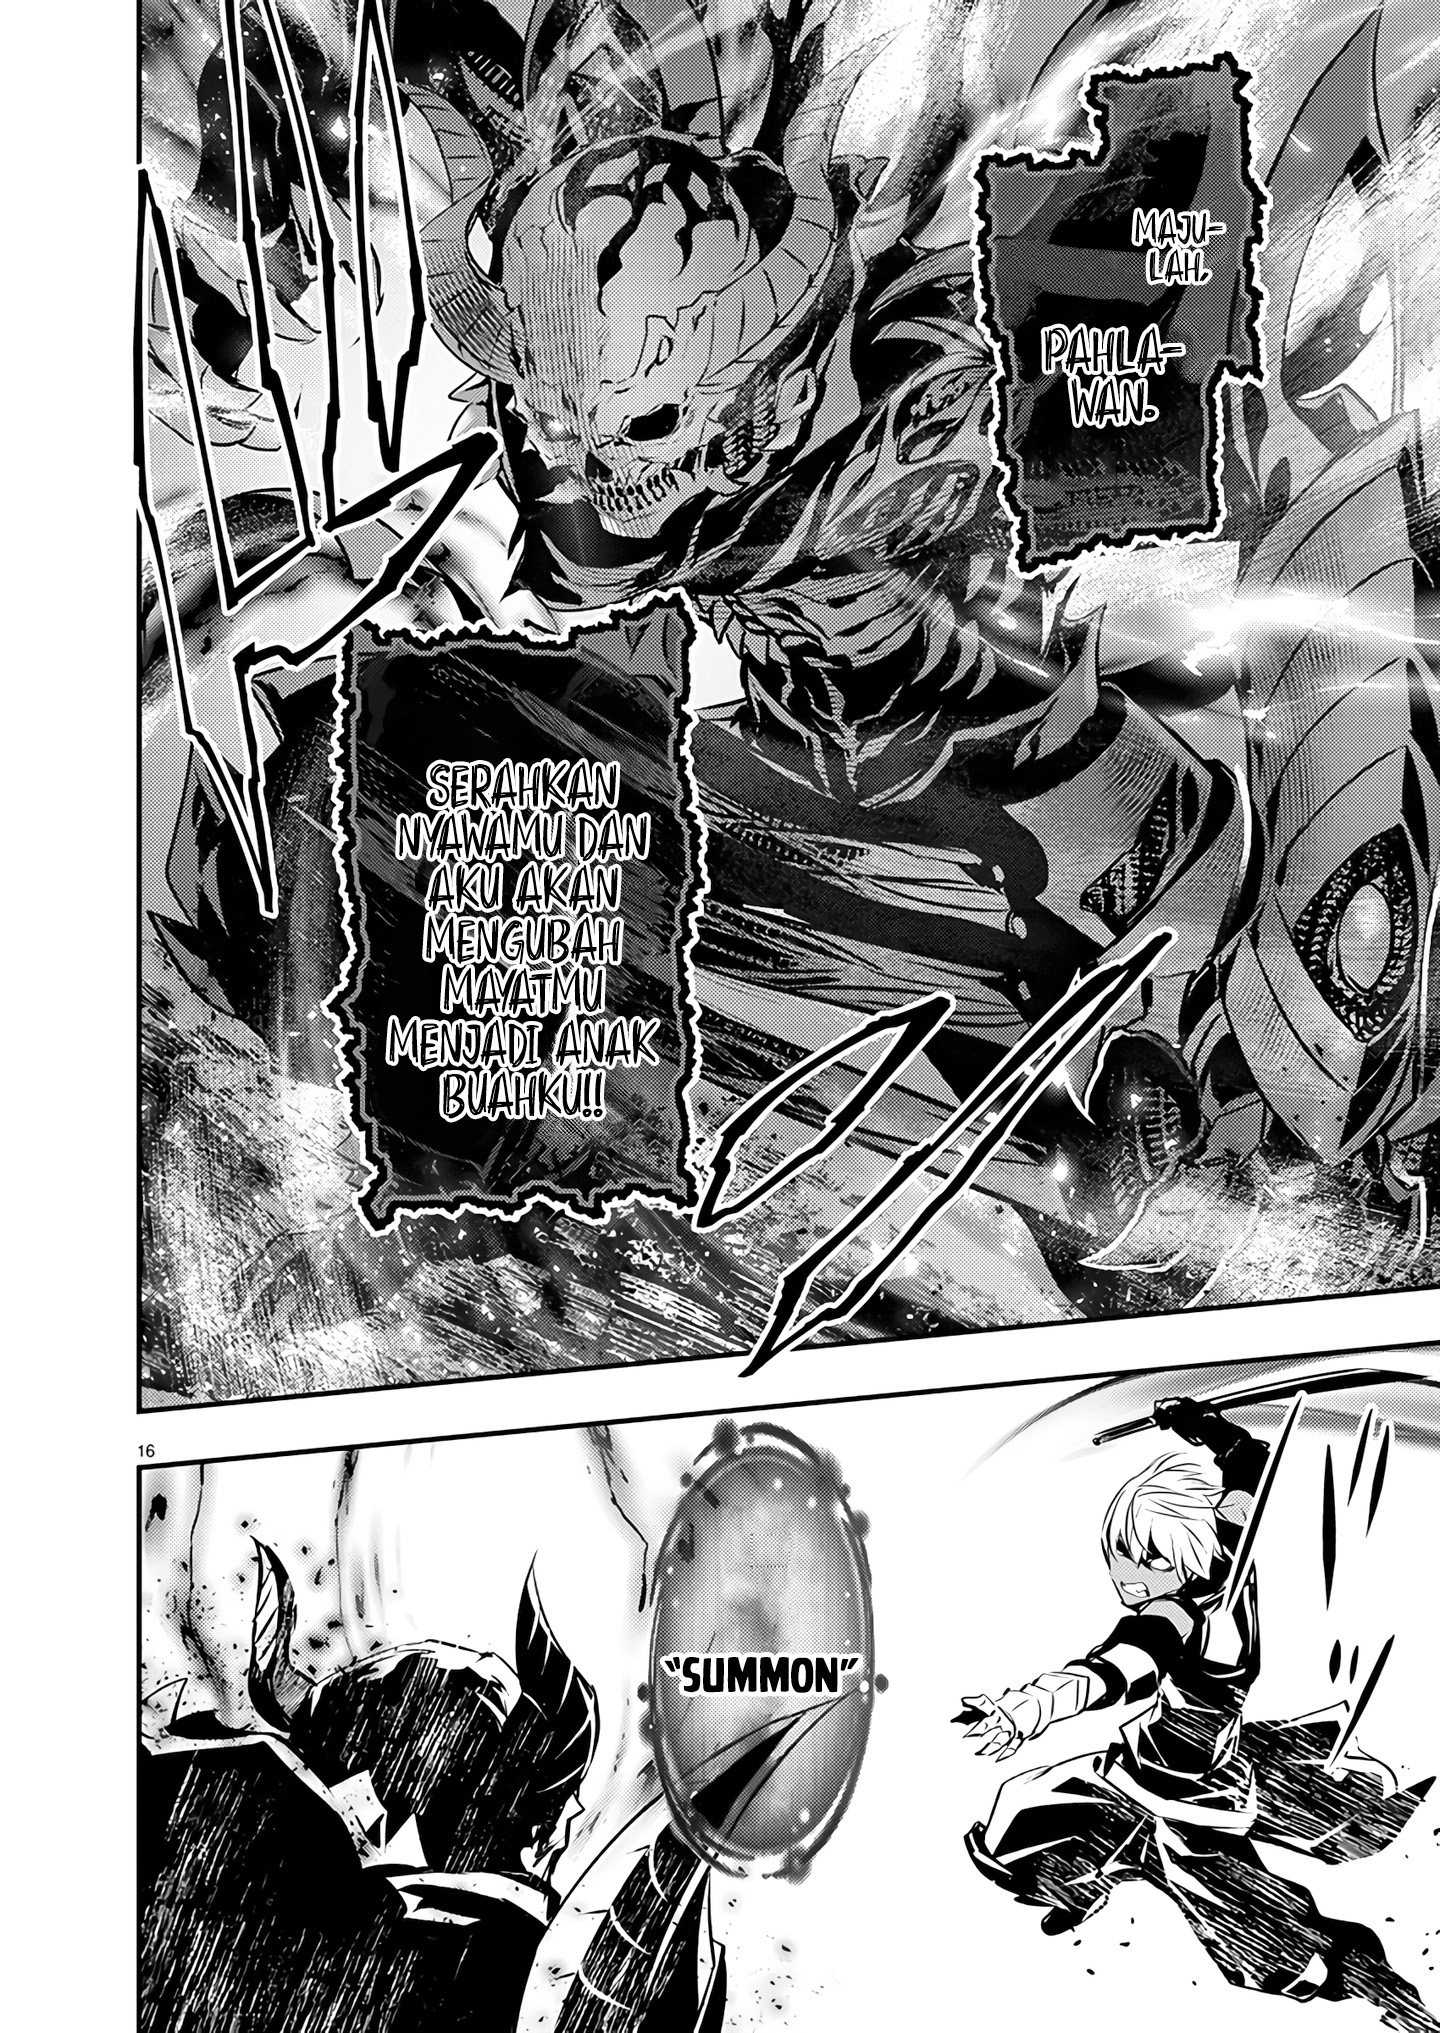 MAJU-
LAH,
PAHLA-
WAN.
SERAHKAN
NYAWAMU DAN
AKU AKAN
MENGUBAH
MAYATMU
MENJADI ANAK
BUAHKU!!
16
"SUMMON"